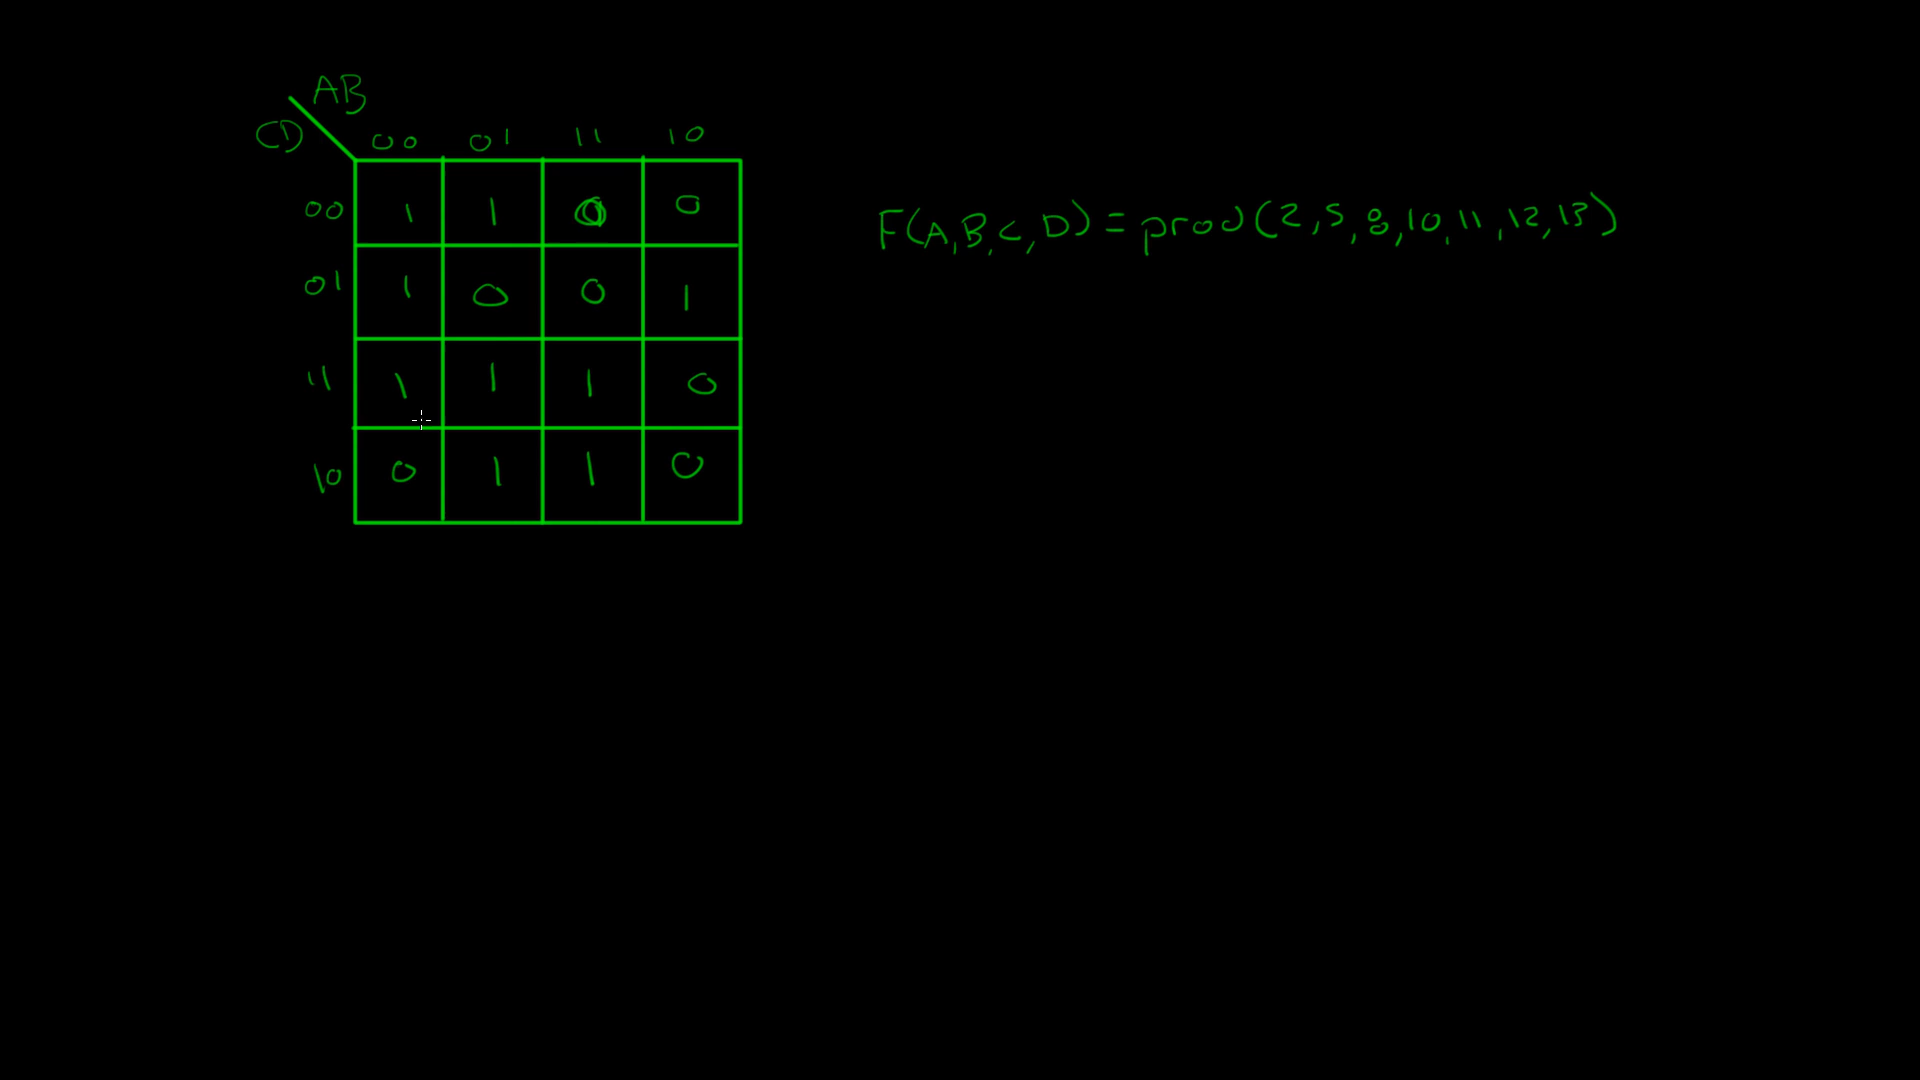 AB
CD
00 01 11 10
00 1 1 0 0
01 1 0 0 1
11 1 1 1 0
10 0 1 1 0
F(A,B,C,D) = prod(2,5,8,10,11,12,13)